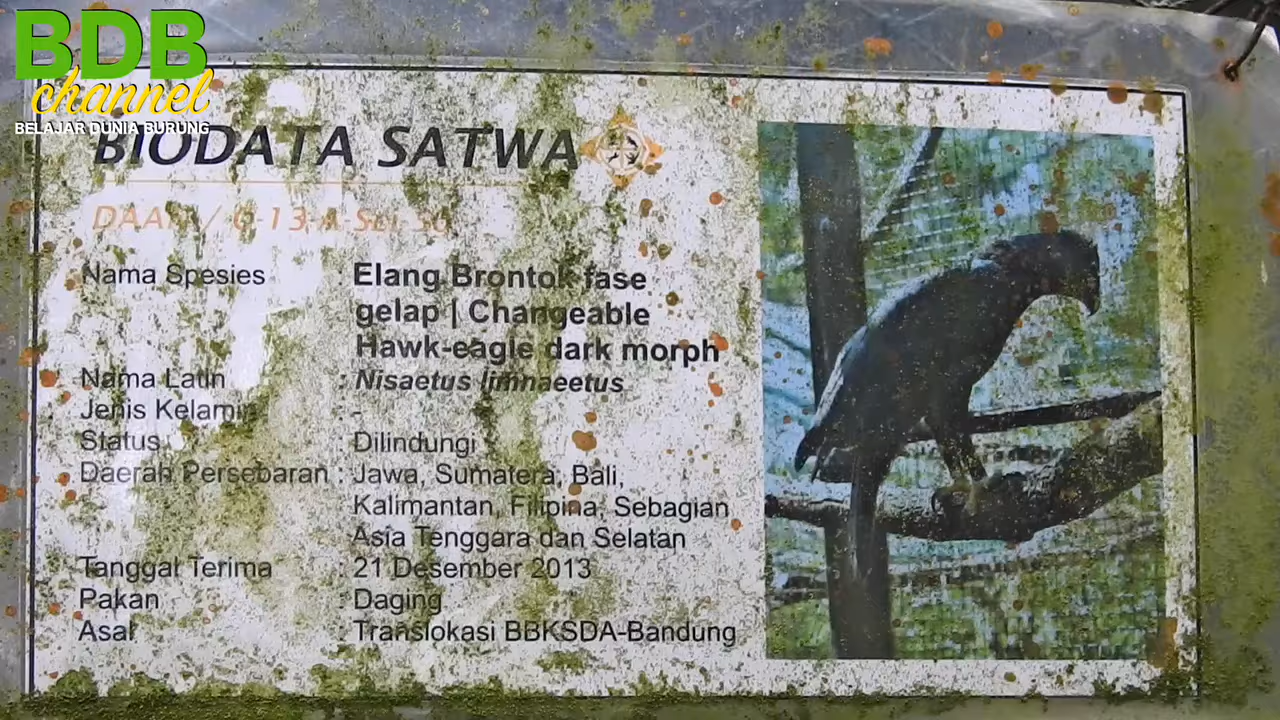 BDB
channel
BELAJAR DUNIA BURUNG
BIODATA SATWA
Nama Spesies : Elang Brontok fase
gelap | Changeable
Hawk-eagle dark morph
Nama Latin : Nisaetus limnaeetus
Jenis Kelamin : -
Status : Dilindungi
Daerah Persebaran : Jawa, Sumatera, Bali,
Kalimantan, Filipina, Sebagian
Asia Tenggara dan Selatan
Tanggal Terima : 21 Desember 2013
Pakan : Daging
Asal : Translokasi BBKSDA-Bandung